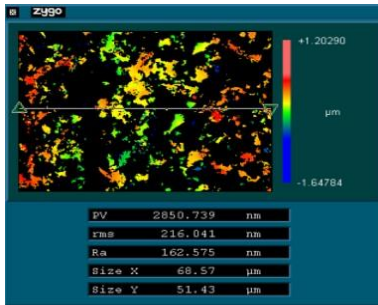 zygo
+1.20290
µm
-1.64784
PV 2850.739 nm
rms 216.041 nm
Ra 162.575 nm
Size X 68.57 µm
Size Y 51.43 µm